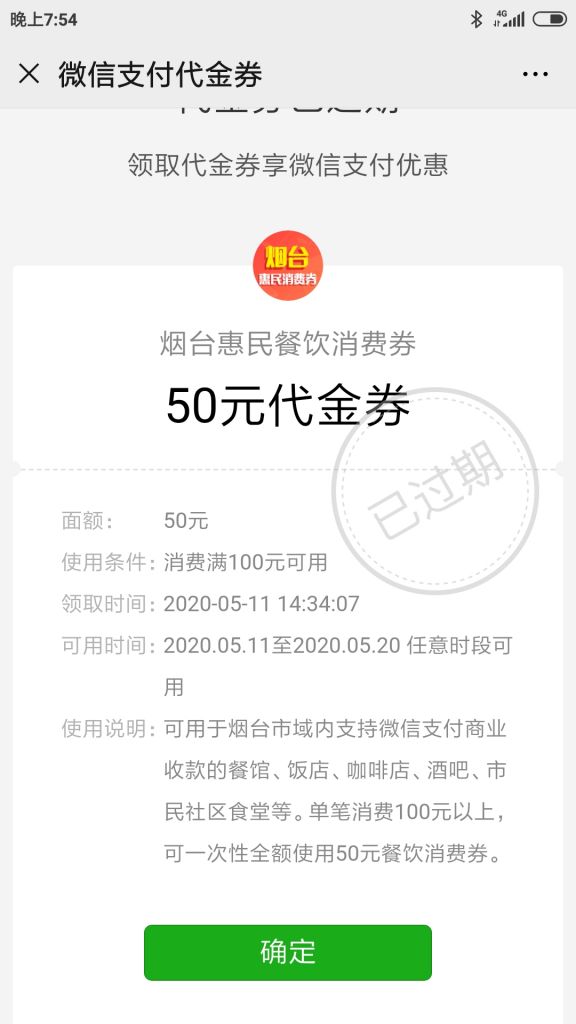 晚上7:54
4G
微信支付代金券
代金券已过期
领取代金券享微信支付优惠
烟台
惠民消费券
烟台惠民餐饮消费券
50元代金券
已过期
面额： 50元
使用条件：消费满100元可用
领取时间：2020-05-11 14:34:07
可用时间：2020.05.11至2020.05.20 任意时段可
用
使用说明：可用于烟台市域内支持微信支付商业
收款的餐馆、饭店、咖啡店、酒吧、市
民社区食堂等。单笔消费100元以上，
可一次性全额使用50元餐饮消费券。
确定